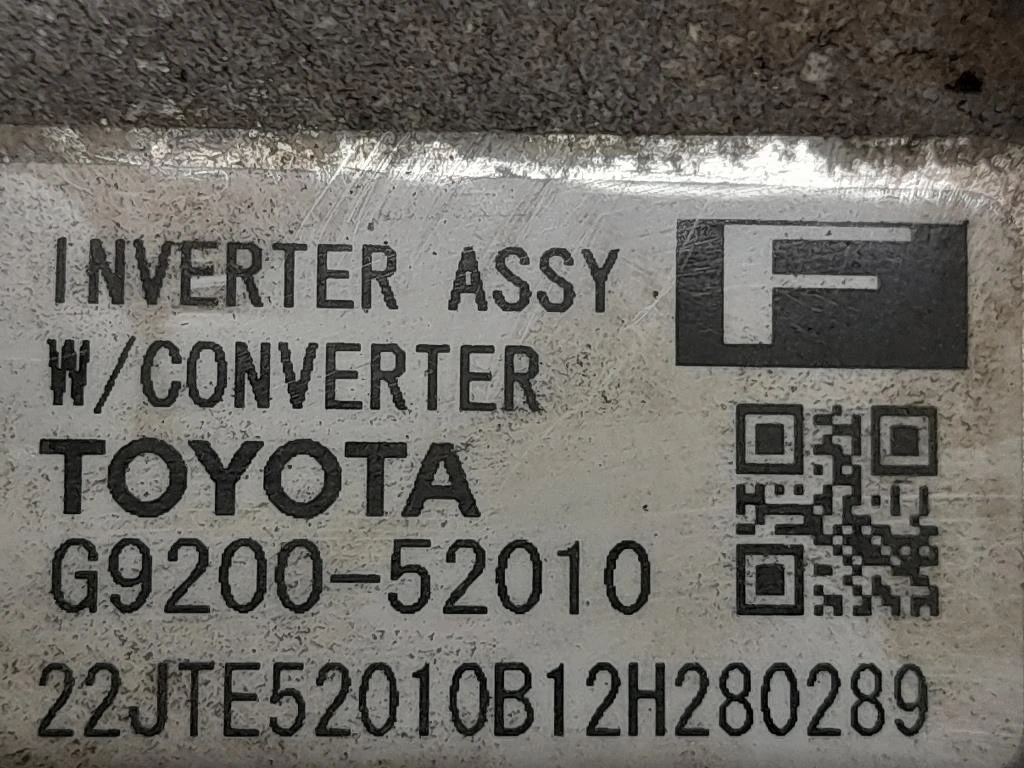 INVERTER ASSY
F
W/CONVERTER
TOYOTA
G9200-52010
22JTE52010B12H280289